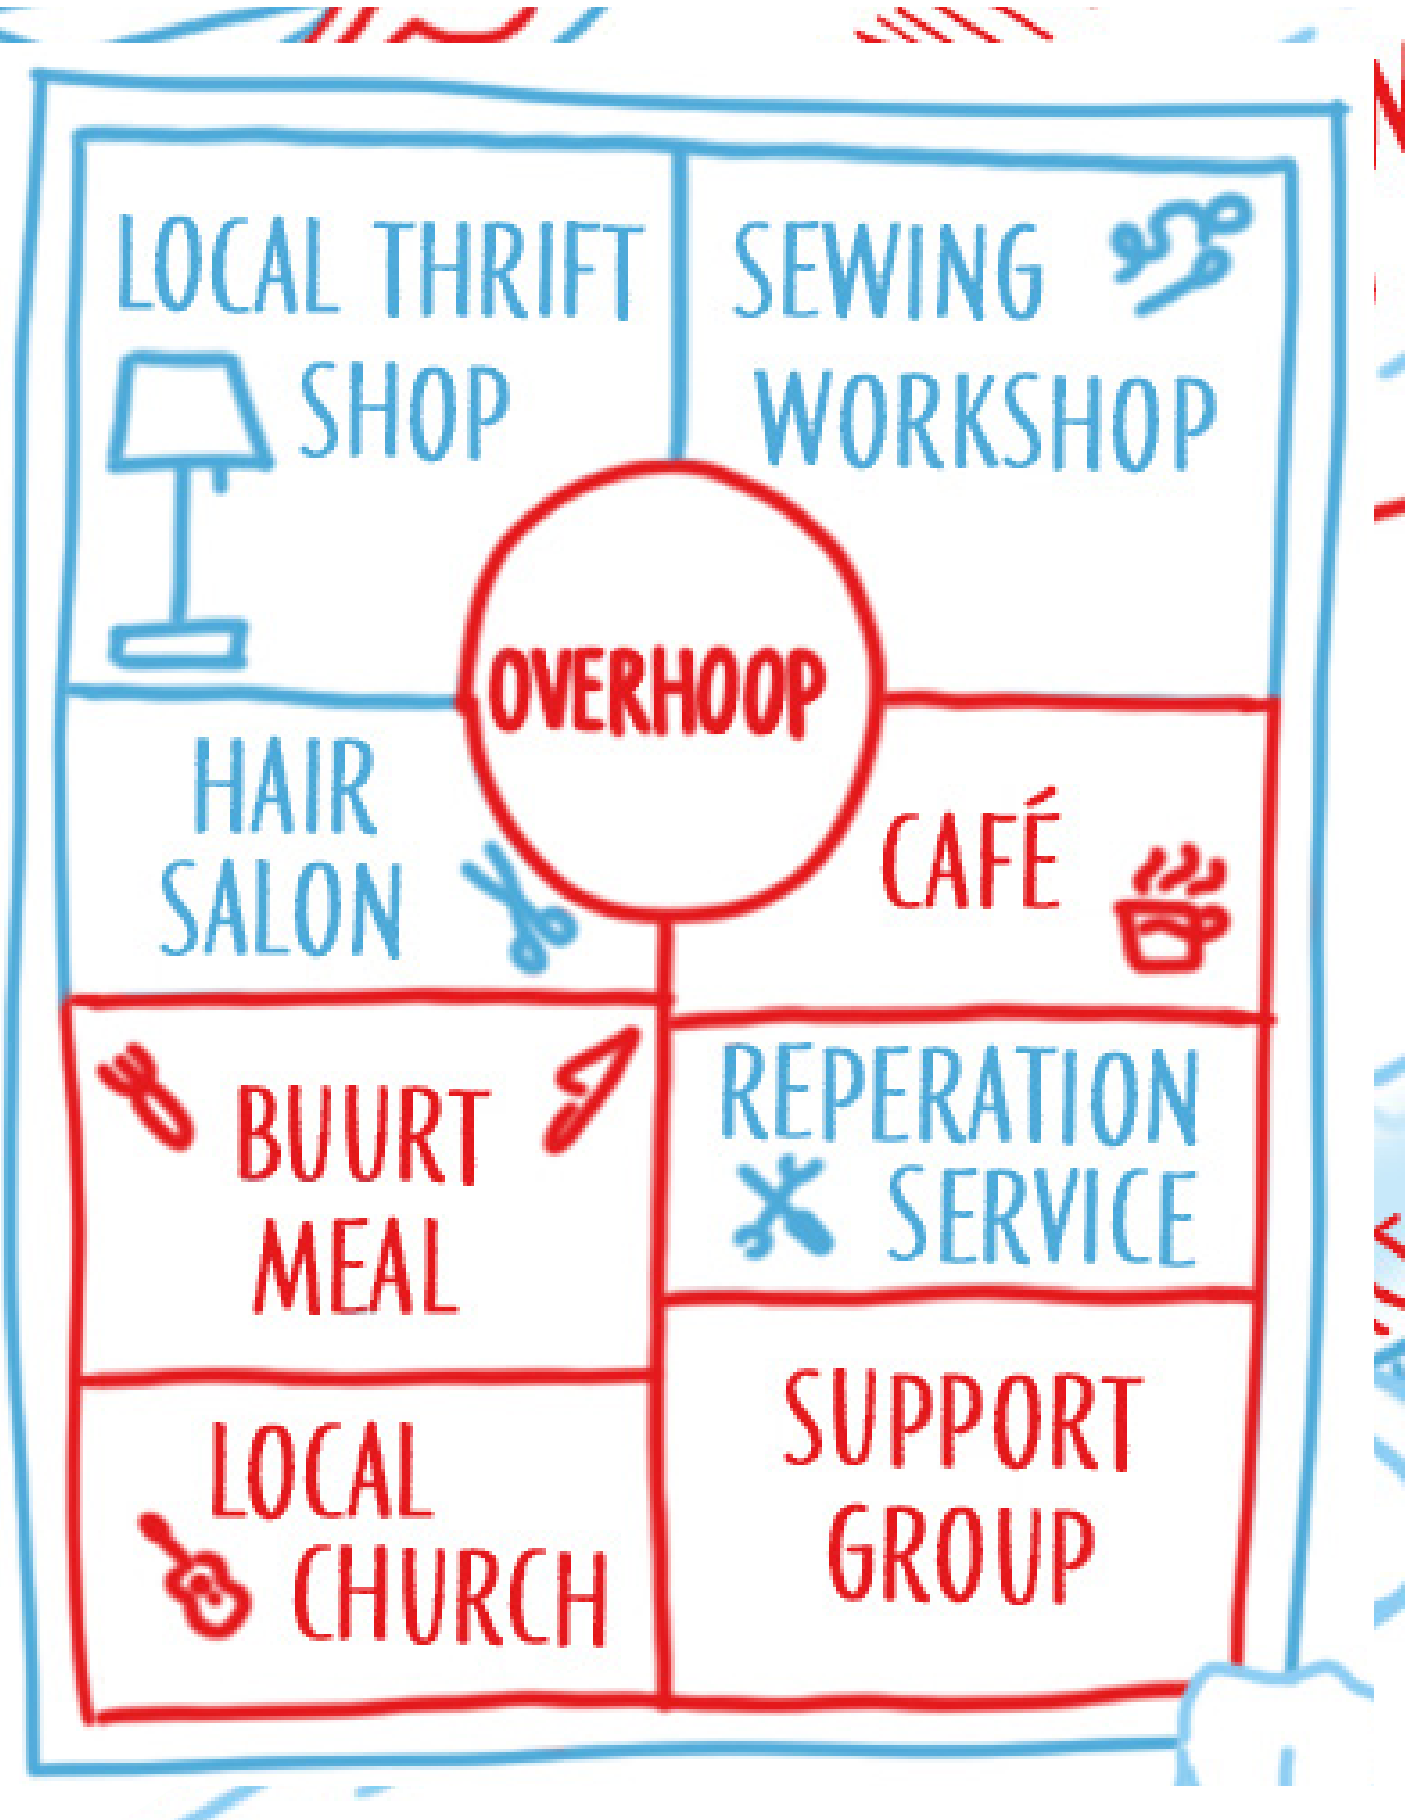 LOCAL THRIFT
SHOP
SEWING
WORKSHOP
OVERHOOP
HAIR
SALON
CAFÉ
BUURT
MEAL
REPERATION
SERVICE
LOCAL
CHURCH
SUPPORT
GROUP